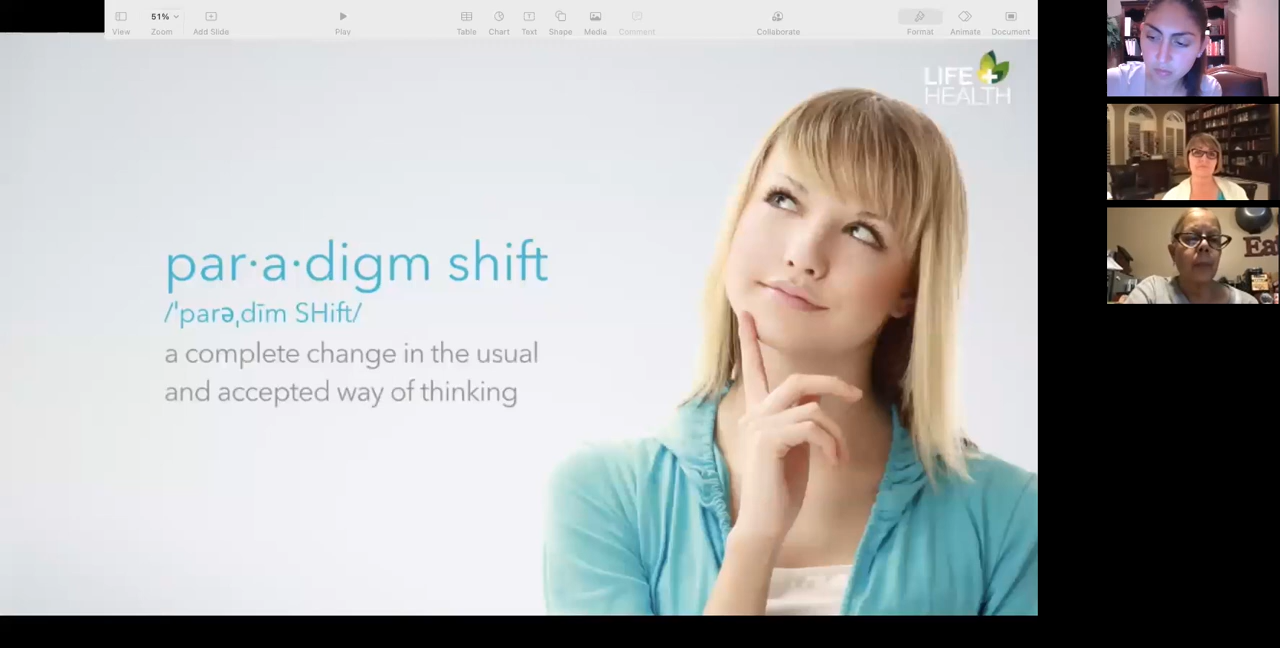 51%
View
Zoom
Add Slide
Play
Table
Chart
Text
Shape
Media
Comment
Collaborate
Format
Animate
Document
LIFE
HEALTH
par·a·digm shift
/ˈparəˌdīm SHift/
a complete change in the usual
and accepted way of thinking
Eat